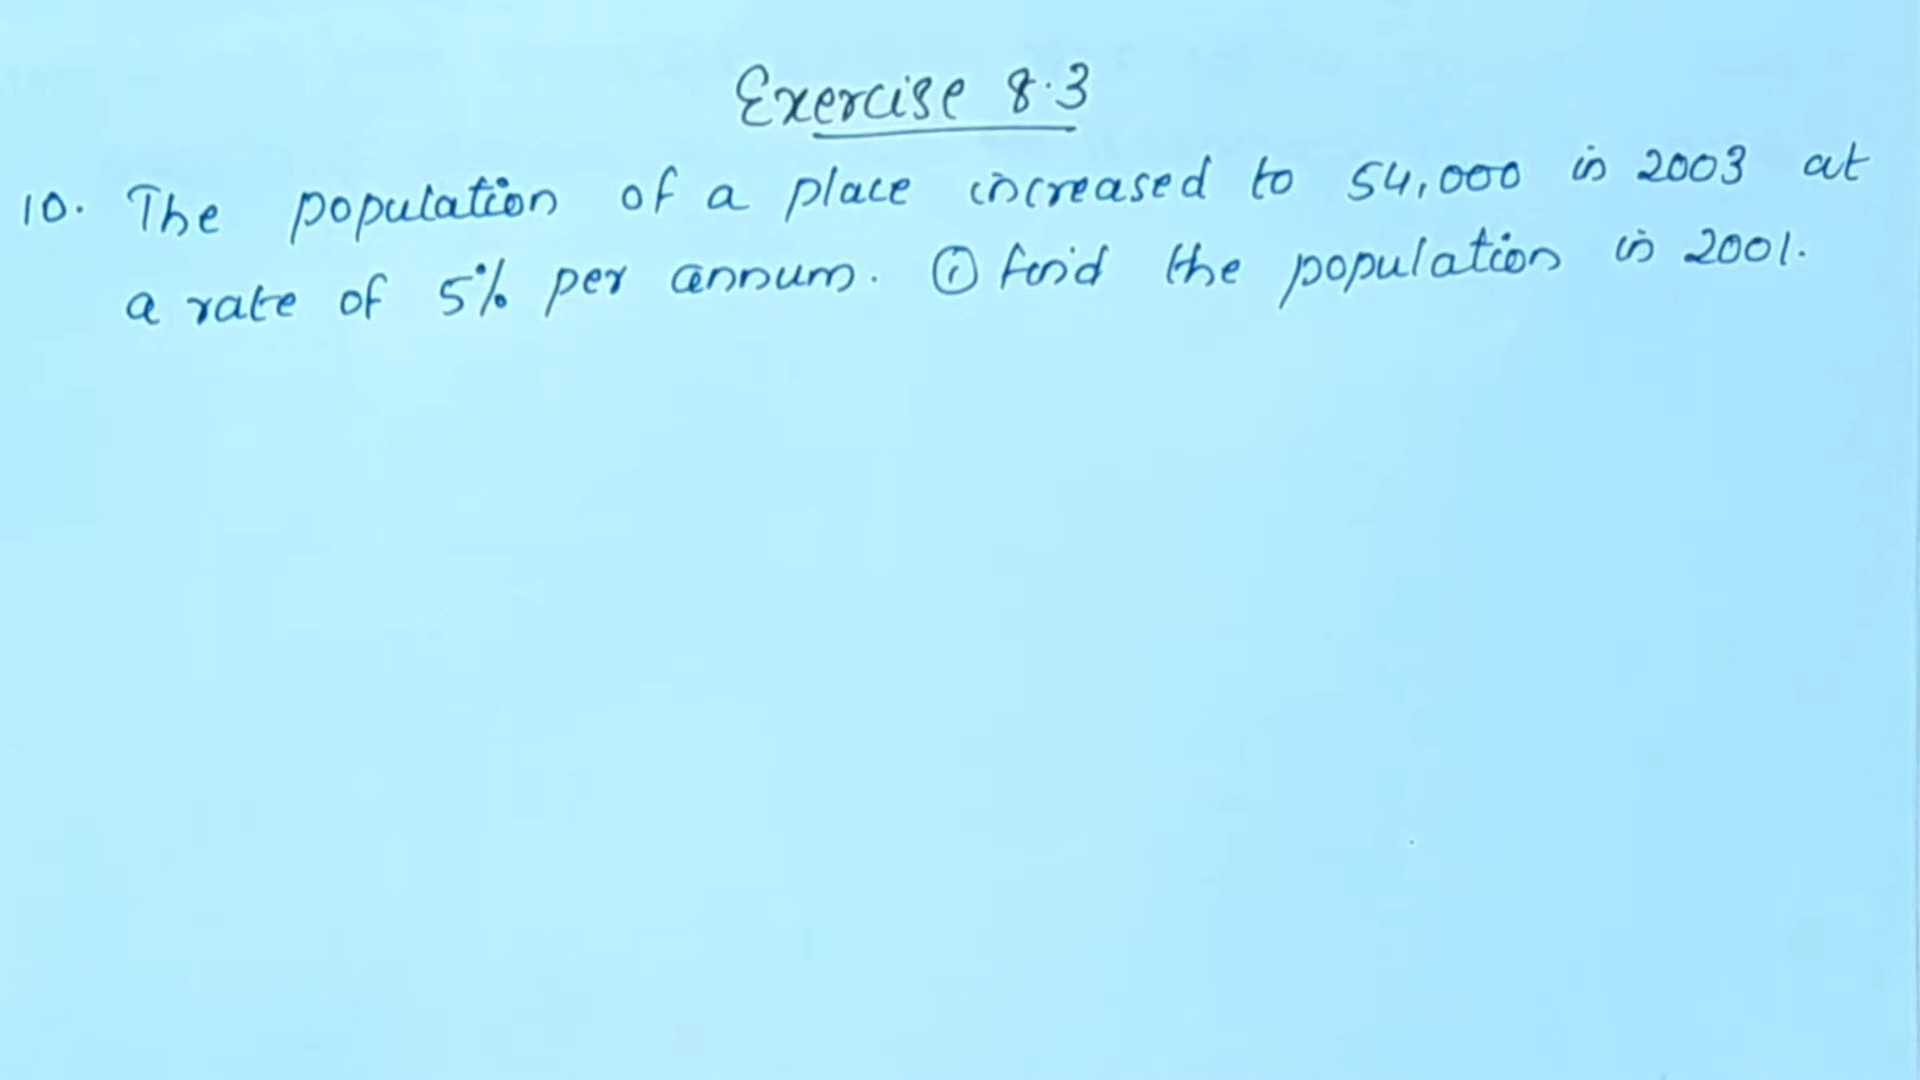 Exercise 8.3
10. The population of a place increased to 54,000 in 2003 at
a rate of 5% per annum. (i) find the population in 2001.